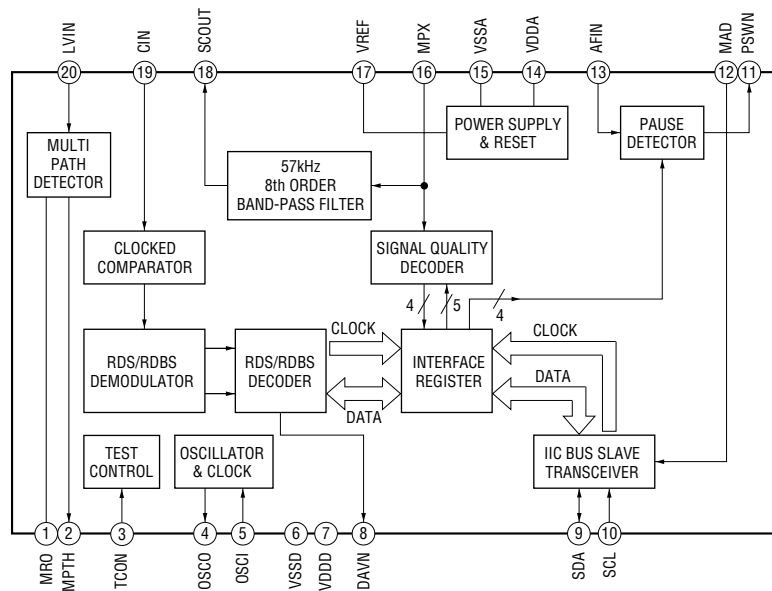 LVIN
CIN
SCOUT
VREF
MPX
VSSA
VDDA
AFIN
MAD
PSWN
20
19
18
17
16
15
14
13
12
11
MULTI
PATH
DETECTOR
57kHz
8th ORDER
BAND-PASS FILTER
POWER SUPPLY
& RESET
PAUSE
DETECTOR
CLOCKED
COMPARATOR
SIGNAL QUALITY
DECODER
4
5
4
RDS/RDBS
DEMODULATOR
RDS/RDBS
DECODER
CLOCK
DATA
INTERFACE
REGISTER
CLOCK
DATA
TEST
CONTROL
OSCILLATOR
& CLOCK
IIC BUS SLAVE
TRANSCEIVER
1
2
3
4
5
6
7
8
9
10
MRO
MPTH
TCON
OSCO
OSCI
VSSD
VDDD
DAVN
SDA
SCL